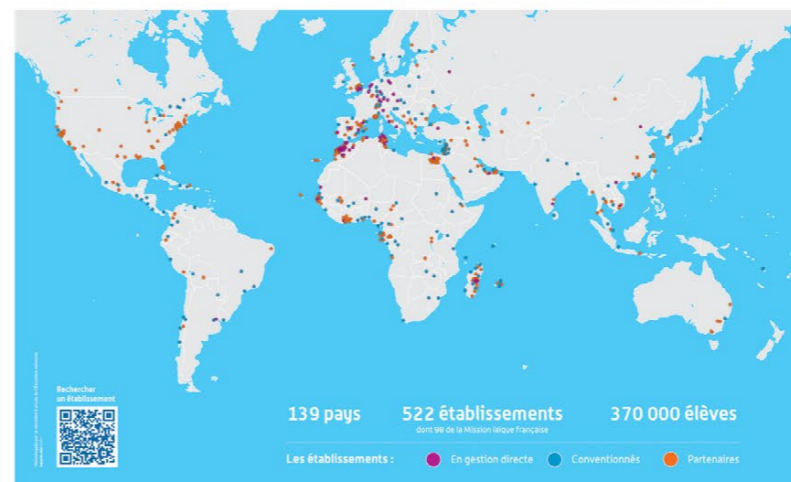 Rechercher
un établissement
139 pays
522 établissements
370 000 élèves
dont 98 de la Mission laïque française
Les établissements :
En gestion directe
Conventionnés
Partenaires